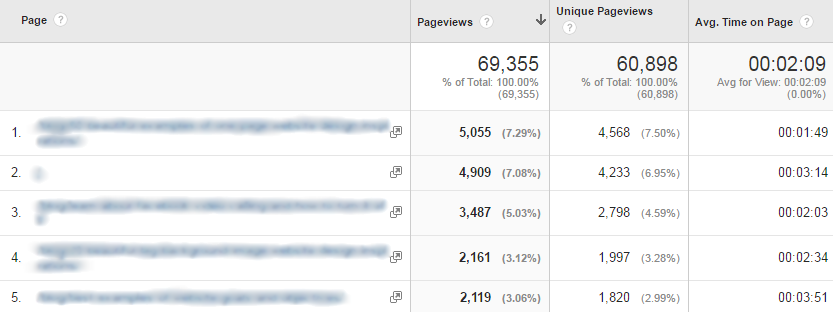 Page ? Pageviews ? Unique Pageviews ? Avg. Time on Page ?
69,355 60,898 00:02:09
% of Total: 100.00% % of Total: 100.00% Avg for View: 00:02:09
(69,355) (60,898) (0.00%)
1. 5,055 (7.29%) 4,568 (7.50%) 00:01:49
2. 4,909 (7.08%) 4,233 (6.95%) 00:03:14
3. 3,487 (5.03%) 2,798 (4.59%) 00:02:03
4. 2,161 (3.12%) 1,997 (3.28%) 00:02:34
5. 2,119 (3.06%) 1,820 (2.99%) 00:03:51